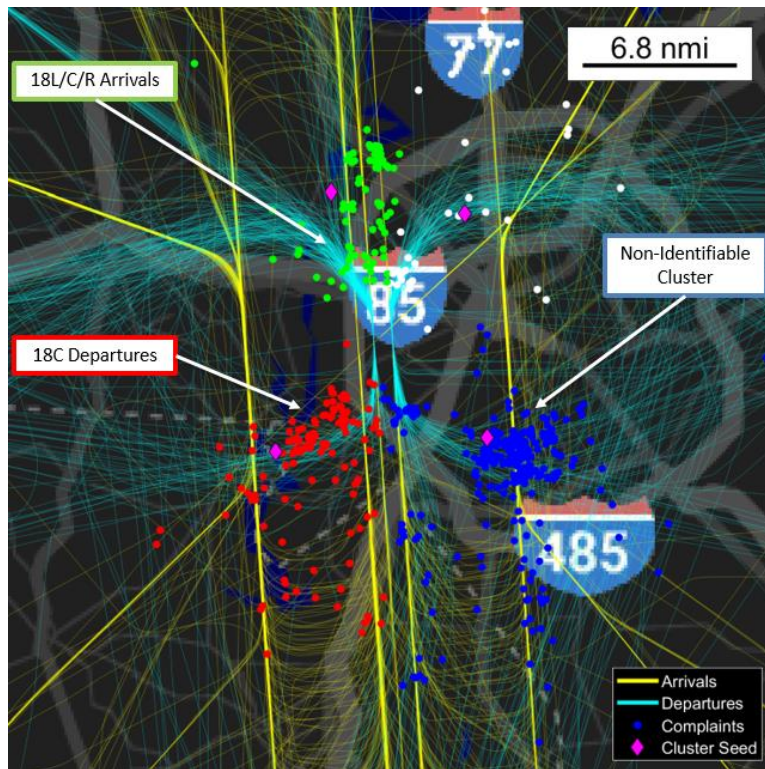 77
6.8 nmi
18L/C/R Arrivals
Non-Identifiable
Cluster
85
18C Departures
485
Arrivals
Departures
Complaints
Cluster Seed